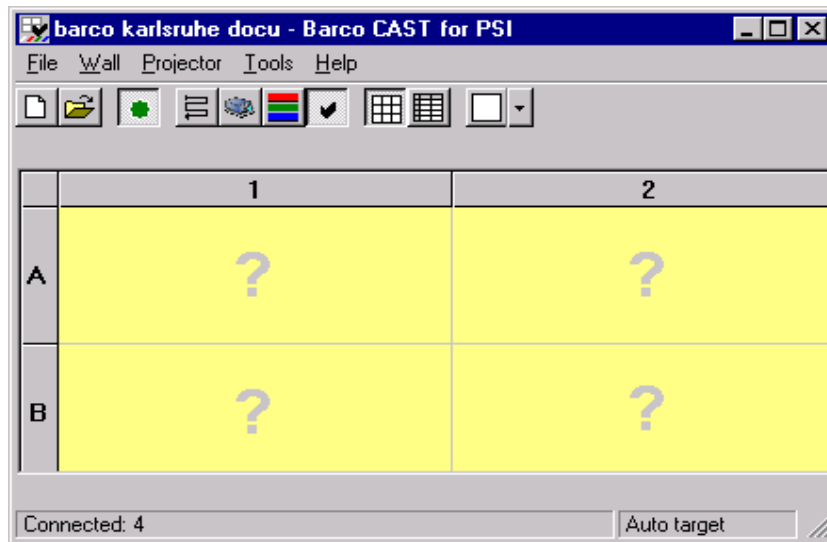 barco karlsruhe docu - Barco CAST for PSI
File Wall Projector Tools Help
1 2
A ? ?
B ? ?
Connected: 4 Auto target